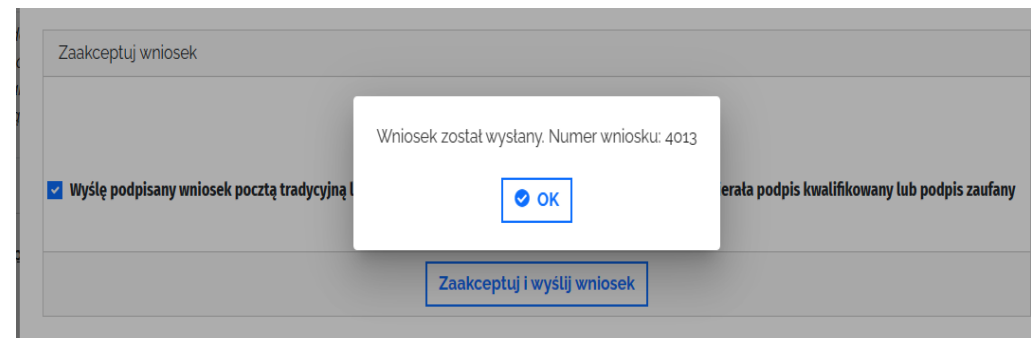 Zaakceptuj wniosek
Wniosek został wysłany. Numer wniosku: 4013
Wyślę podpisany wniosek pocztą tradycyjną
podpis kwalifikowany lub podpis zaufany
OK
Zaakceptuj i wyślij wniosek